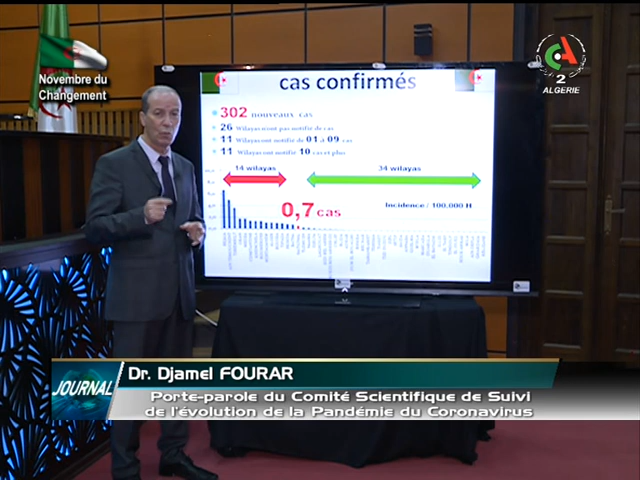 Novembre du
Changement
2
ALGERIE
cas confirmés
302 nouveaux cas
26 Wilayas n'ont pas notifié de cas
11 Wilayas ont notifié de 01 à 09 cas
11 Wilayas ont notifié 10 cas et plus
14 wilayas
34 wilayas
0,7 cas
Incidence / 100.000 H
JOURNAL
Dr. Djamel FOURAR
Porte-parole du Comité Scientifique de Suivi
de l'évolution de la Pandémie du Coronavirus